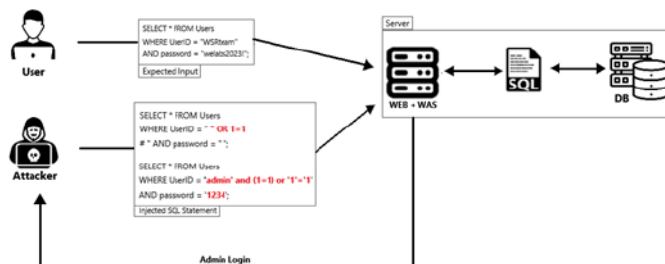 SELECT * FROM Users
WHERE UserID = "WSRteam"
AND password = "welabs2023!";
Expected Input
User
Server
WEB + WAS
SQL
DB
SELECT * FROM Users
WHERE UserID = " " OR 1=1
# " AND password = " ";
SELECT * FROM Users
WHERE UserID = "admin" and (1=1) or '1'='1'
AND password = '1234';
Injected SQL Statement
Attacker
Admin Login